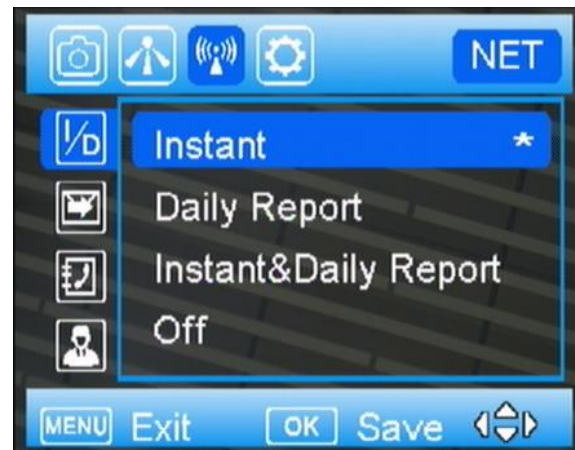 NET
I/D
Instant *
Daily Report
Instant&Daily Report
Off
MENU Exit OK Save